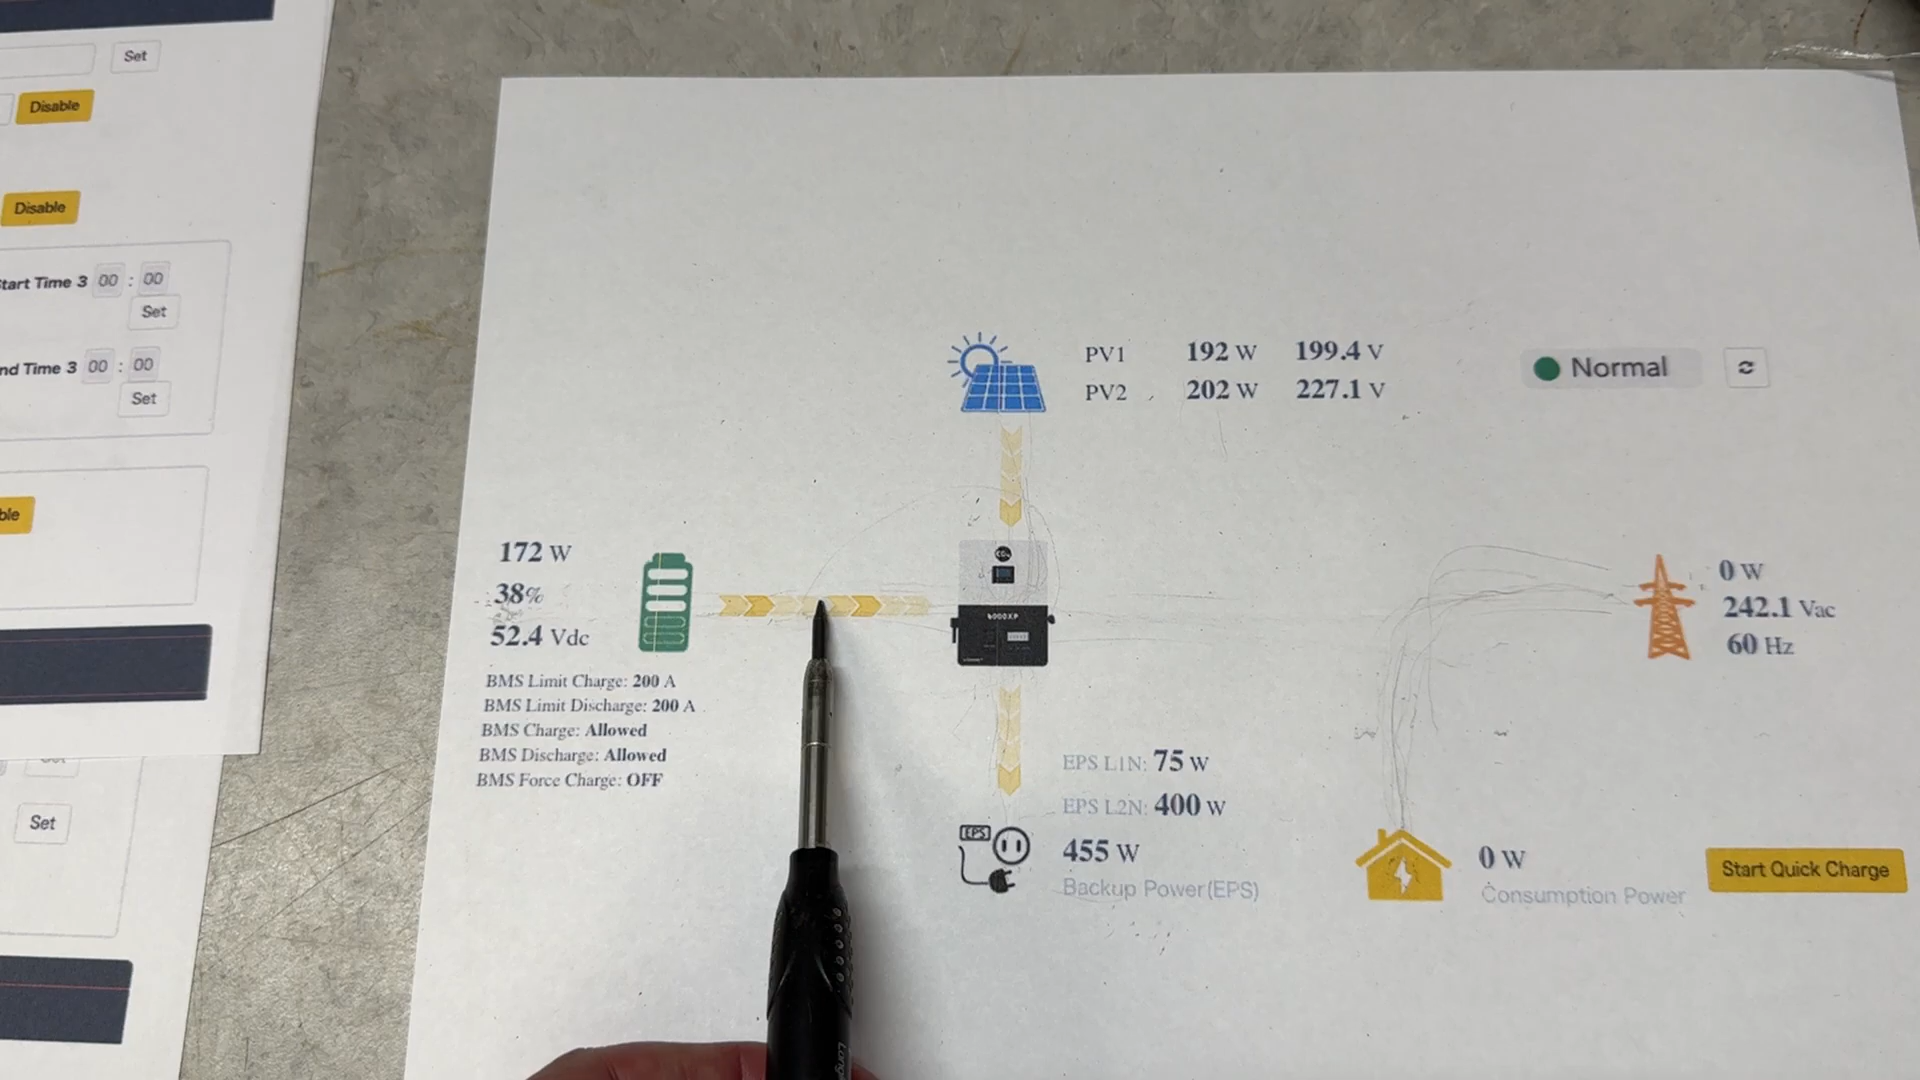 Set
Disable
Disable
Start Time 3 00 : 00
Set
nd Time 3 00 : 00
Set
ble
Set
PV1 192 W 199.4 V
PV2 202 W 227.1 V
Normal
172 W
38%
52.4 Vdc
BMS Limit Charge: 200 A
BMS Limit Discharge: 200 A
BMS Charge: Allowed
BMS Discharge: Allowed
BMS Force Charge: OFF
6000XP
0 W
242.1 Vac
60 Hz
EPS L1N: 75 W
EPS L2N: 400 W
EPS
455 W
Backup Power(EPS)
0 W
Consumption Power
Start Quick Charge